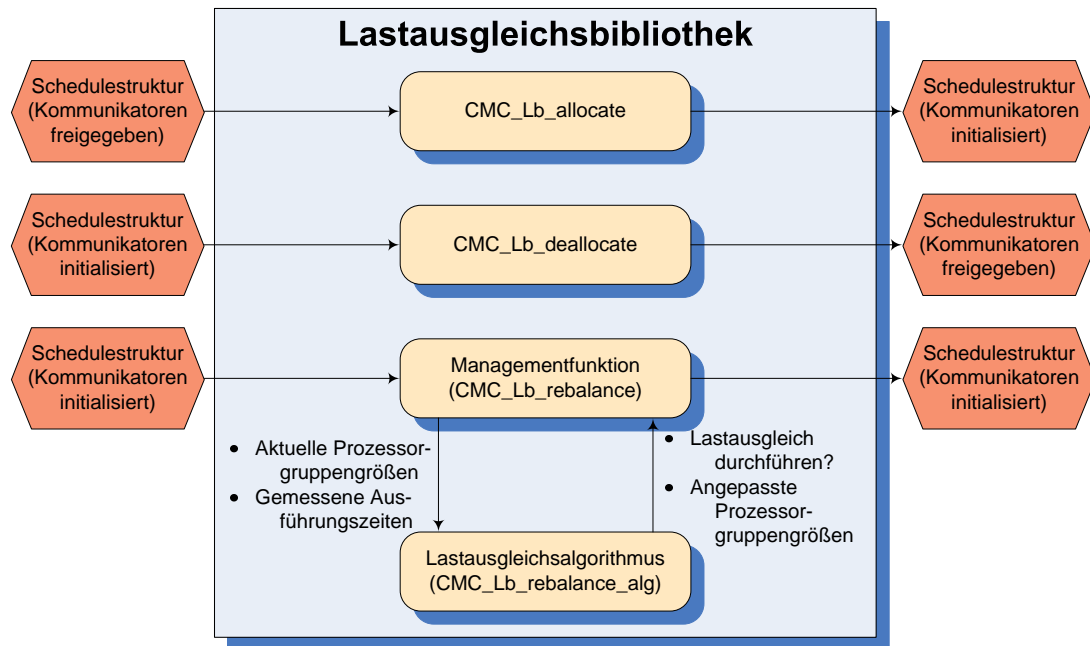 Lastausgleichsbibliothek
Schedulestruktur
(Kommunikatoren
freigegeben)
CMC_Lb_allocate
Schedulestruktur
(Kommunikatoren
initialisiert)
Schedulestruktur
(Kommunikatoren
initialisiert)
CMC_Lb_deallocate
Schedulestruktur
(Kommunikatoren
freigegeben)
Schedulestruktur
(Kommunikatoren
initialisiert)
Managementfunktion
(CMC_Lb_rebalance)
Schedulestruktur
(Kommunikatoren
initialisiert)
• Aktuelle Prozessor-
gruppengrößen
• Gemessene Aus-
führungszeiten
• Lastausgleich
durchführen?
• Angepasste
Prozessor-
gruppengrößen
Lastausgleichsalgorithmus
(CMC_Lb_rebalance_alg)